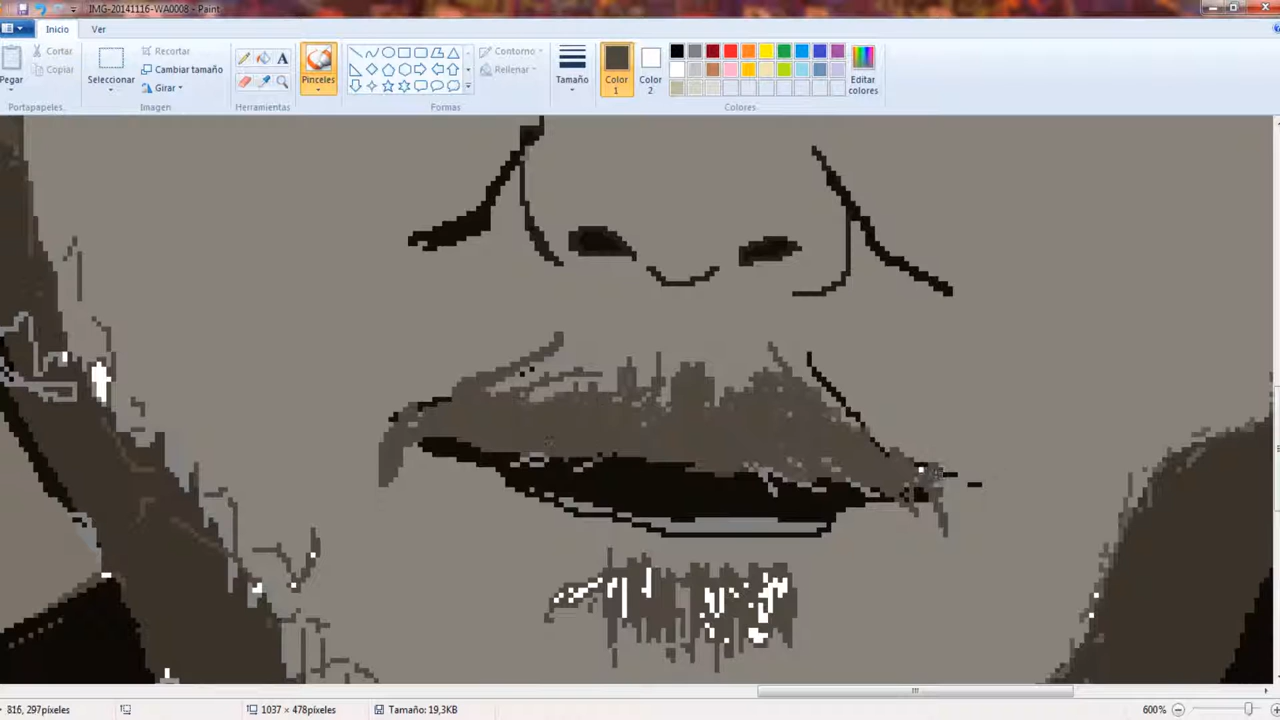 IMG-20141116-WA0008 - Paint
Inicio Ver
Pegar
Cortar
Copiar
Portapapeles
Seleccionar
Recortar
Cambiar tamaño
Girar
Imagen
A
Herramientas
Pinceles
Contorno
Rellenar
Formas
Tamaño
Color 1
Color 2
Editar colores
Colores
816, 297píxeles
1037 × 478píxeles
Tamaño: 19,3KB
600%